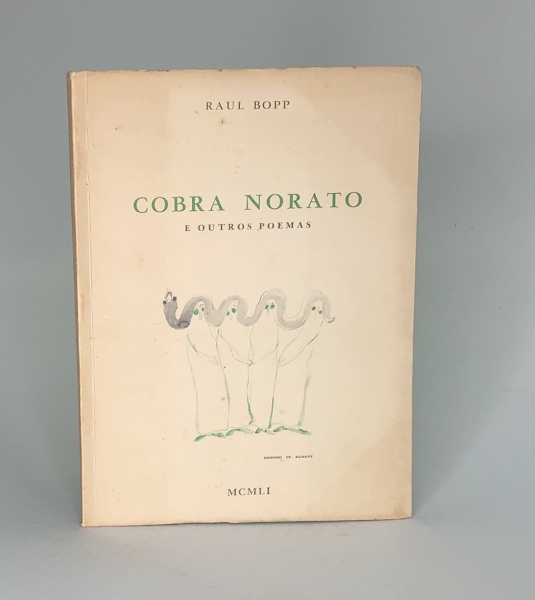 RAUL BOPP
COBRA NORATO
E OUTROS POEMAS
MCMLI